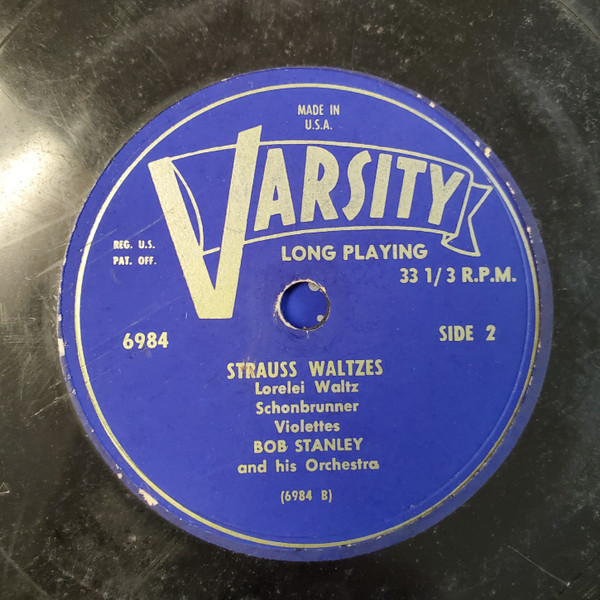 MADE IN
U.S.A.
VARSITY
REG. U.S.
PAT. OFF.
LONG PLAYING
33 1/3 R.P.M.
6984
SIDE 2
STRAUSS WALTZES
Lorelei Waltz
Schonbrunner
Violettes
BOB STANLEY
and his Orchestra
(6984 B)